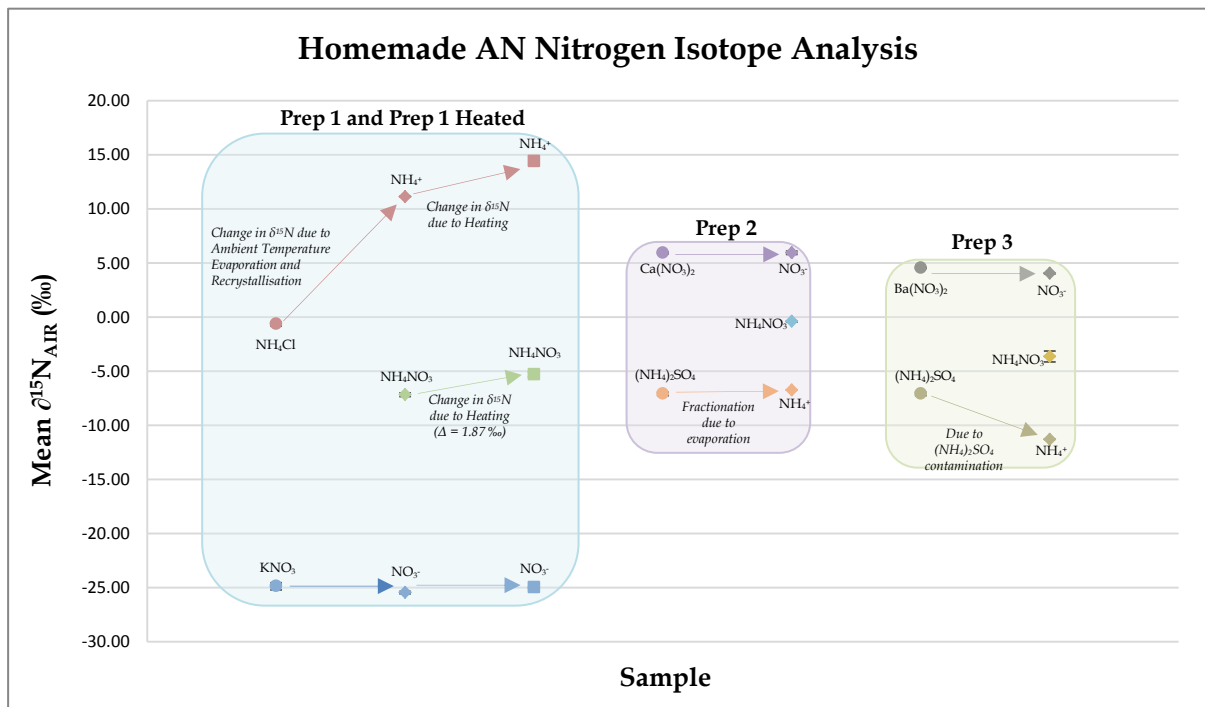 Homemade AN Nitrogen Isotope Analysis
Mean ∂¹⁵N_AIR (‰)
20.00
15.00
10.00
5.00
0.00
-5.00
-10.00
-15.00
-20.00
-25.00
-30.00
Prep 1 and Prep 1 Heated
NH₄⁺
NH₄⁺
Change in δ¹⁵N
due to Heating
Change in δ¹⁵N due to
Ambient Temperature
Evaporation and
Recrystallisation
NH₄Cl
NH₄NO₃
NH₄NO₃
Change in δ¹⁵N
due to Heating
(Δ = 1.87 ‰)
KNO₃
NO₃⁻
NO₃⁻
Prep 2
Ca(NO₃)₂
NO₃⁻
NH₄NO₃
(NH₄)₂SO₄
NH₄⁺
Fractionation
due to
evaporation
Prep 3
Ba(NO₃)₂
NO₃⁻
NH₄NO₃
(NH₄)₂SO₄
NH₄⁺
Due to
(NH₄)₂SO₄
contamination
Sample